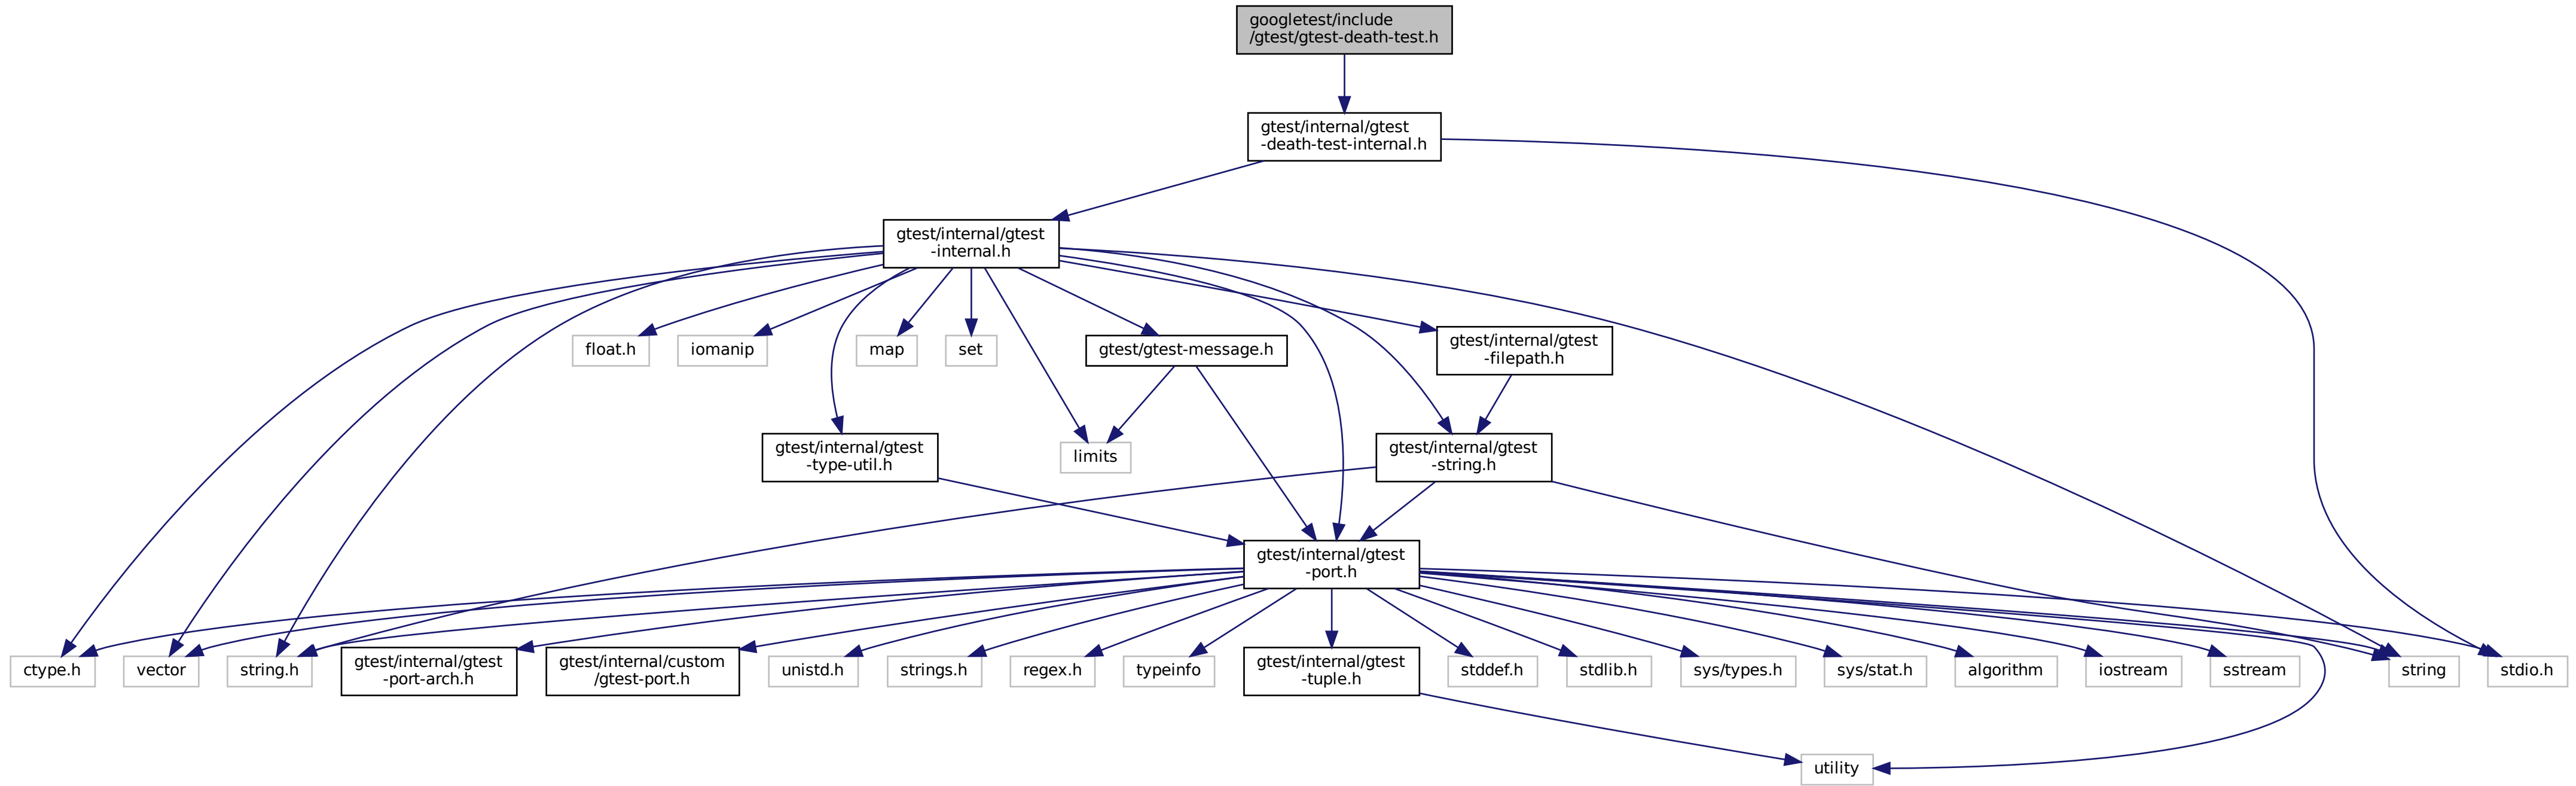 googletest/include
/gtest/gtest-death-test.h
gtest/internal/gtest
-death-test-internal.h
gtest/internal/gtest
-internal.h
float.h
iomanip
map
set
gtest/gtest-message.h
gtest/internal/gtest
-filepath.h
gtest/internal/gtest
-type-util.h
limits
gtest/internal/gtest
-string.h
gtest/internal/gtest
-port.h
ctype.h
vector
string.h
gtest/internal/gtest
-port-arch.h
gtest/internal/custom
/gtest-port.h
unistd.h
strings.h
regex.h
typeinfo
gtest/internal/gtest
-tuple.h
stddef.h
stdlib.h
sys/types.h
sys/stat.h
algorithm
iostream
sstream
string
stdio.h
utility